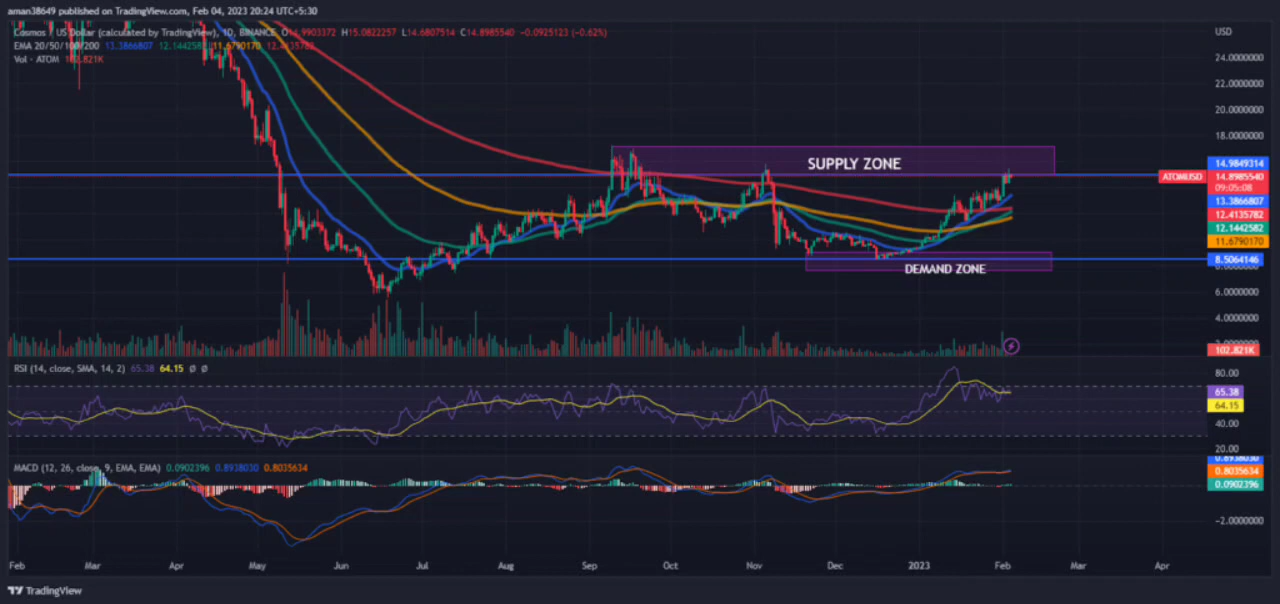 aman38649 published on TradingView.com, Feb 04, 2023 20:24 UTC+5:30
Cosmos / US Dollar (calculated by TradingView), 1D, BINANCE O14.9903372 H15.0822257 L14.6807514 C14.8985540 -0.0925123 (-0.62%)
EMA 20/50/100/200 13.3866807 12.1442582 11.6790170 12.4135782
Vol · ATOM 102.821K
USD
24.0000000
20.0000000
18.0000000
SUPPLY ZONE
14.9849314
ATOMUSD 14.8985540
09:05:08
13.3866807
12.4135782
12.1442582
11.6790170
8.5064146
DEMAND ZONE
6.0000000
4.0000000
102.821K
RSI (14, close, SMA, 14, 2) 65.38 64.15 Ø Ø
80.00
65.38
64.15
40.00
20.00
MACD (12, 26, close, 9, EMA, EMA) 0.0902396 0.8938030 0.8035634
0.8938030
0.8035634
0.0902396
-2.0000000
Feb Mar Apr May Jun Jul Aug Sep Oct Nov Dec 2023 Feb Mar Apr
TradingView